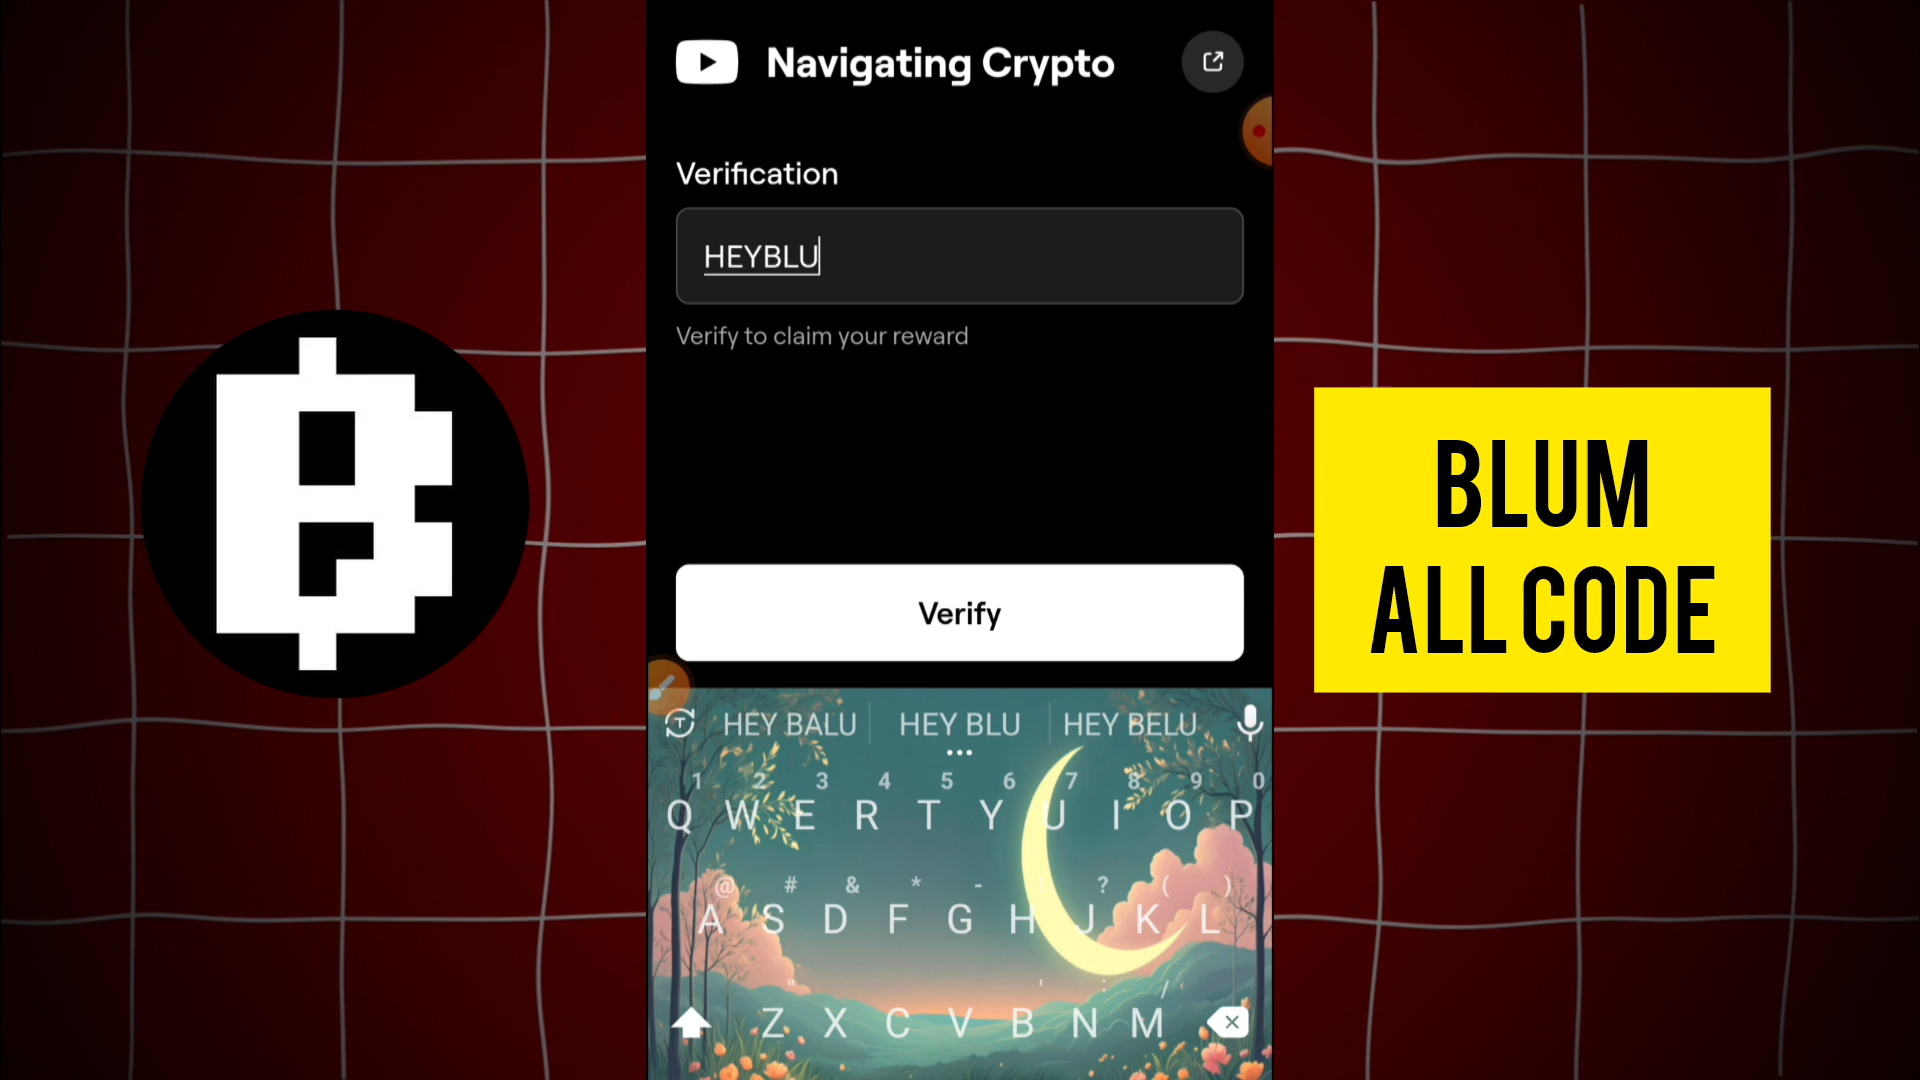 Navigating Crypto
Verification
HEYBLU
Verify to claim your reward
Verify
BLUM
ALL CODE
HEY BALU HEY BLU HEY BELU
1 2 3 4 5 6 7 8 9 0
Q W E R T Y U I O P
@ # & * - ! ? ( )
A S D F G H J K L
" ' : /
Z X C V B N M